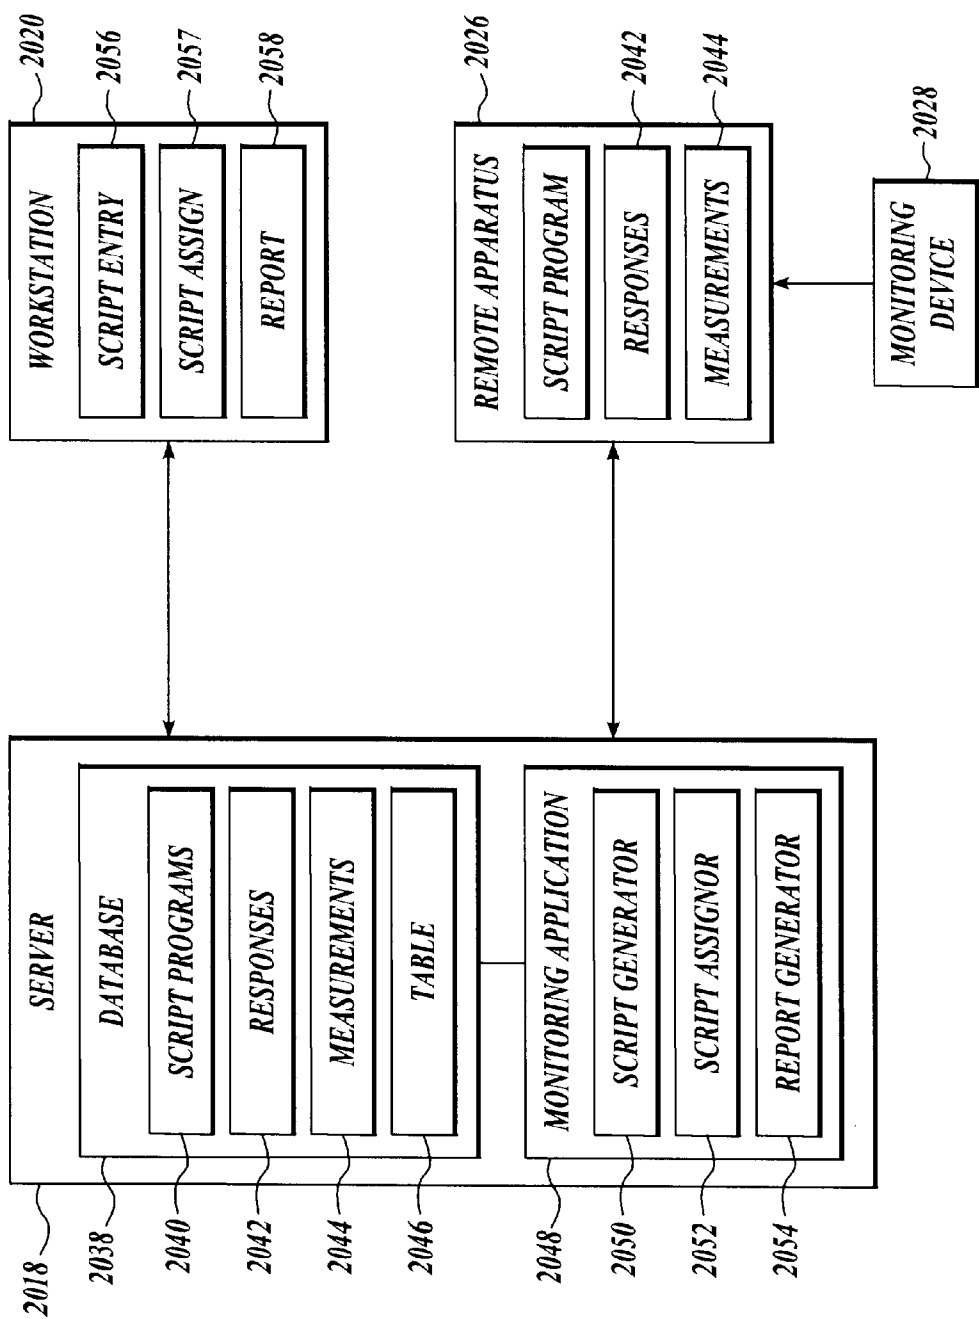 SERVER
DATABASE
SCRIPT PROGRAMS
RESPONSES
MEASUREMENTS
TABLE
MONITORING APPLICATION
SCRIPT GENERATOR
SCRIPT ASSIGNOR
REPORT GENERATOR
2018
2038
2040
2042
2044
2046
2048
2050
2052
2054
WORKSTATION
SCRIPT ENTRY
SCRIPT ASSIGN
REPORT
2020
2056
2057
2058
REMOTE APPARATUS
SCRIPT PROGRAM
RESPONSES
MEASUREMENTS
2026
2042
2044
MONITORING
DEVICE
2028